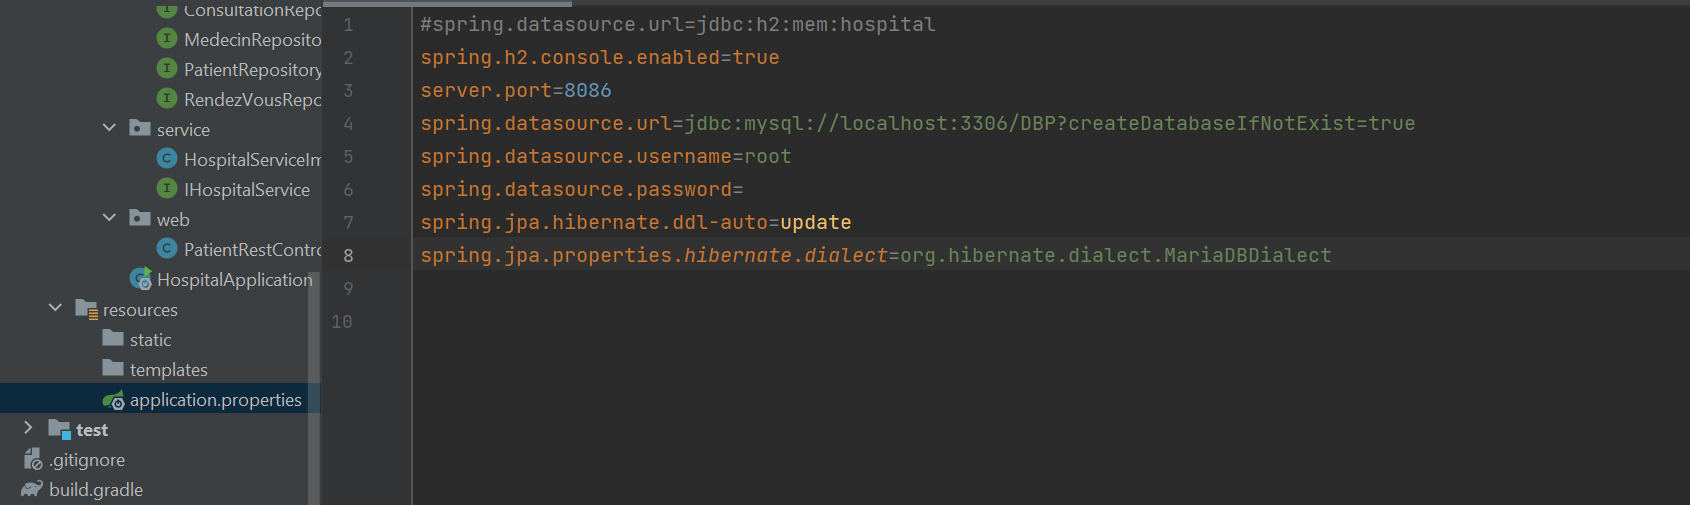 ConsultationRepo
MedecinReposito
PatientRepository
RendezVousRepo
service
HospitalServiceIm
IHospitalService
web
PatientRestContro
HospitalApplication
resources
static
templates
application.properties
test
.gitignore
build.gradle
1 #spring.datasource.url=jdbc:h2:mem:hospital
2 spring.h2.console.enabled=true
3 server.port=8086
4 spring.datasource.url=jdbc:mysql://localhost:3306/DBP?createDatabaseIfNotExist=true
5 spring.datasource.username=root
6 spring.datasource.password=
7 spring.jpa.hibernate.ddl-auto=update
8 spring.jpa.properties.hibernate.dialect=org.hibernate.dialect.MariaDBDialect
9
10